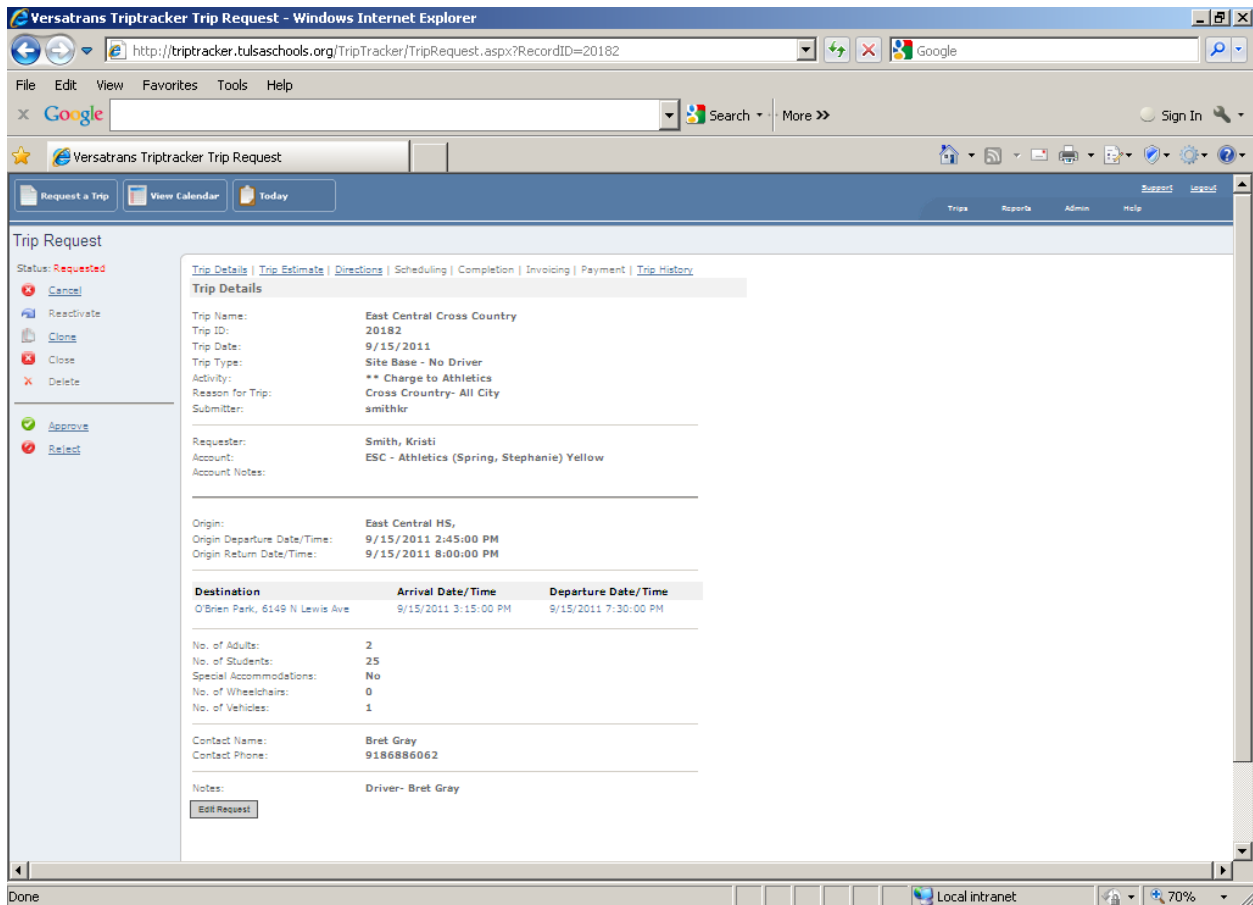 Versatrans Triptracker Trip Request - Windows Internet Explorer
http://triptracker.tulsaschools.org/TripTracker/TripRequest.aspx?RecordID=20182
Google
File Edit View Favorites Tools Help
x Google Search More >> Sign In
Versatrans Triptracker Trip Request
Request a Trip View Calendar Today
Support Logout
Trips Reports Admin Help
Trip Request
Status: Requested
Cancel
Reactivate
Clone
Close
Delete
Approve
Reject
Trip Details | Trip Estimate | Directions | Scheduling | Completion | Invoicing | Payment | Trip History
Trip Details
Trip Name: East Central Cross Country
Trip ID: 20182
Trip Date: 9/15/2011
Trip Type: Site Base - No Driver
Activity: ** Charge to Athletics
Reason for Trip: Cross Crountry- All City
Submitter: smithkr
Requester: Smith, Kristi
Account: ESC - Athletics (Spring, Stephanie) Yellow
Account Notes:
Origin: East Central HS,
Origin Departure Date/Time: 9/15/2011 2:45:00 PM
Origin Return Date/Time: 9/15/2011 8:00:00 PM
Destination Arrival Date/Time Departure Date/Time
O'Brien Park, 6149 N Lewis Ave 9/15/2011 3:15:00 PM 9/15/2011 7:30:00 PM
No. of Adults: 2
No. of Students: 25
Special Accommodations: No
No. of Wheelchairs: 0
No. of Vehicles: 1
Contact Name: Bret Gray
Contact Phone: 9186886062
Notes: Driver- Bret Gray
Edit Request
Done Local intranet 70%